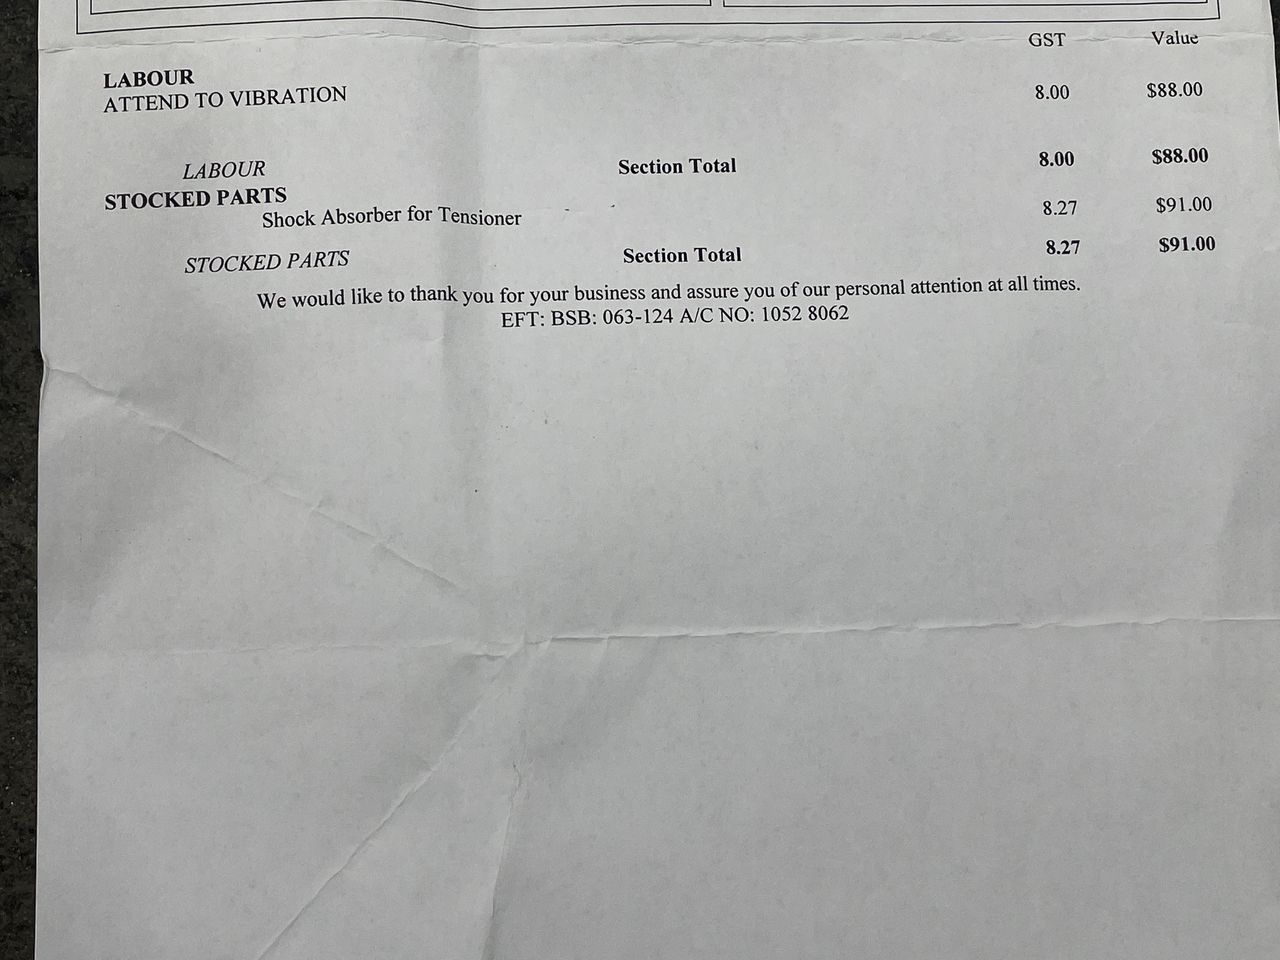 GST Value
LABOUR
ATTEND TO VIBRATION 8.00 $88.00
LABOUR Section Total 8.00 $88.00
STOCKED PARTS
Shock Absorber for Tensioner 8.27 $91.00
STOCKED PARTS Section Total 8.27 $91.00
We would like to thank you for your business and assure you of our personal attention at all times.
EFT: BSB: 063-124 A/C NO: 1052 8062